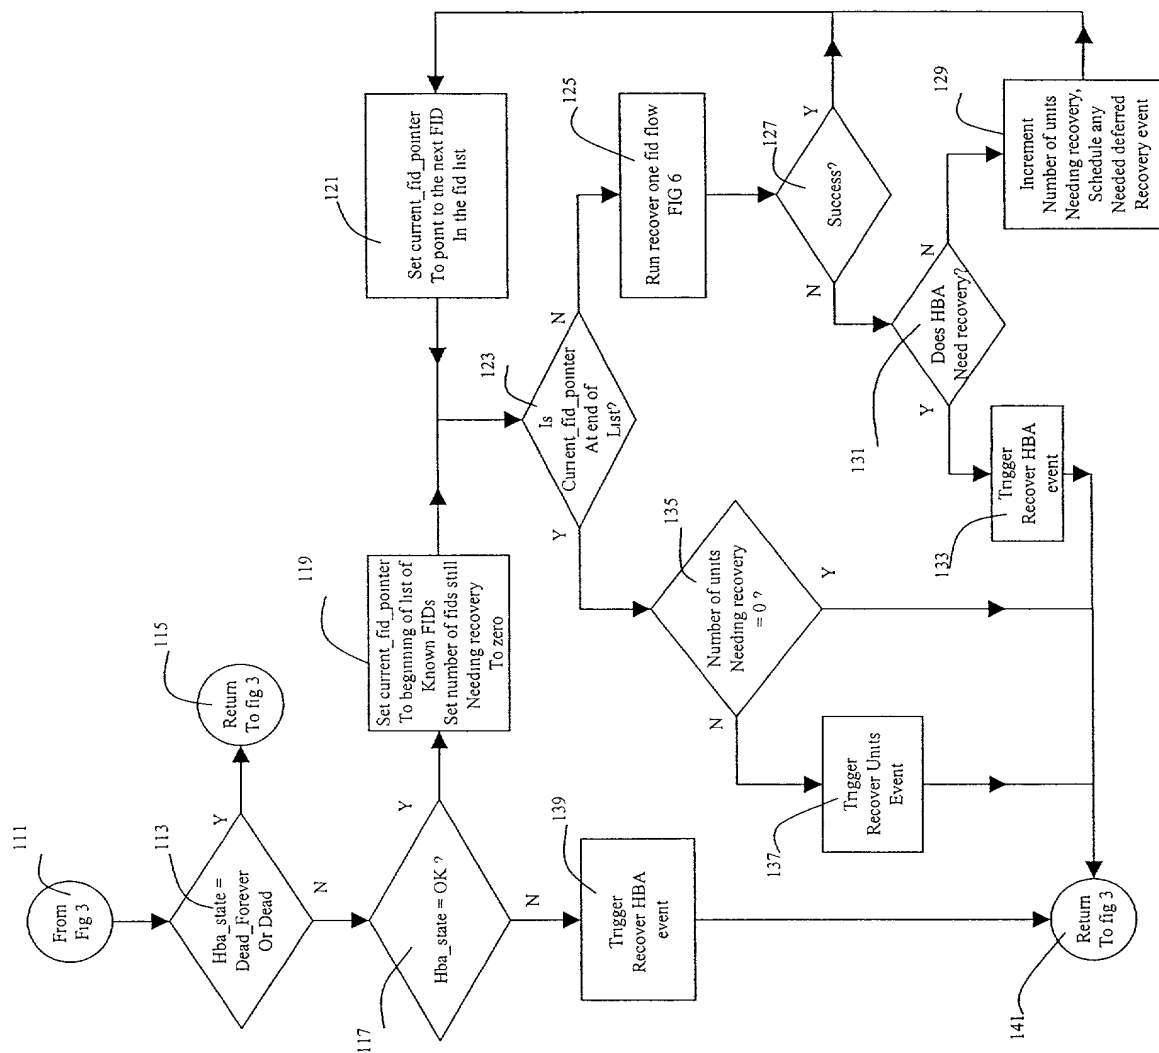 111
From
Fig 3
113
Hba_state =
Dead_Forever
Or Dead
Y
N
115
Return
To fig 3
117
Hba_state = OK ?
Y
N
119
Set current_fid_pointer
To beginning of list of
Known FIDs
Set number of fids still
Needing recovery
To zero
121
Set current_fid_pointer
To point to the next FID
In the fid list
123
Is
Current_fid_pointer
At end of
List?
Y
N
125
Run recover one fid flow
FIG 6
127
Success?
Y
N
129
Increment
Number of units
Needing recovery,
Schedule any
Needed deferred
Recovery event
131
Does HBA
Need recovery?
N
Y
133
Trigger
Recover HBA
event
135
Number of units
Needing recovery
= 0 ?
Y
N
137
Trigger
Recover Units
Event
139
Trigger
Recover HBA
event
141
Return
To fig 3